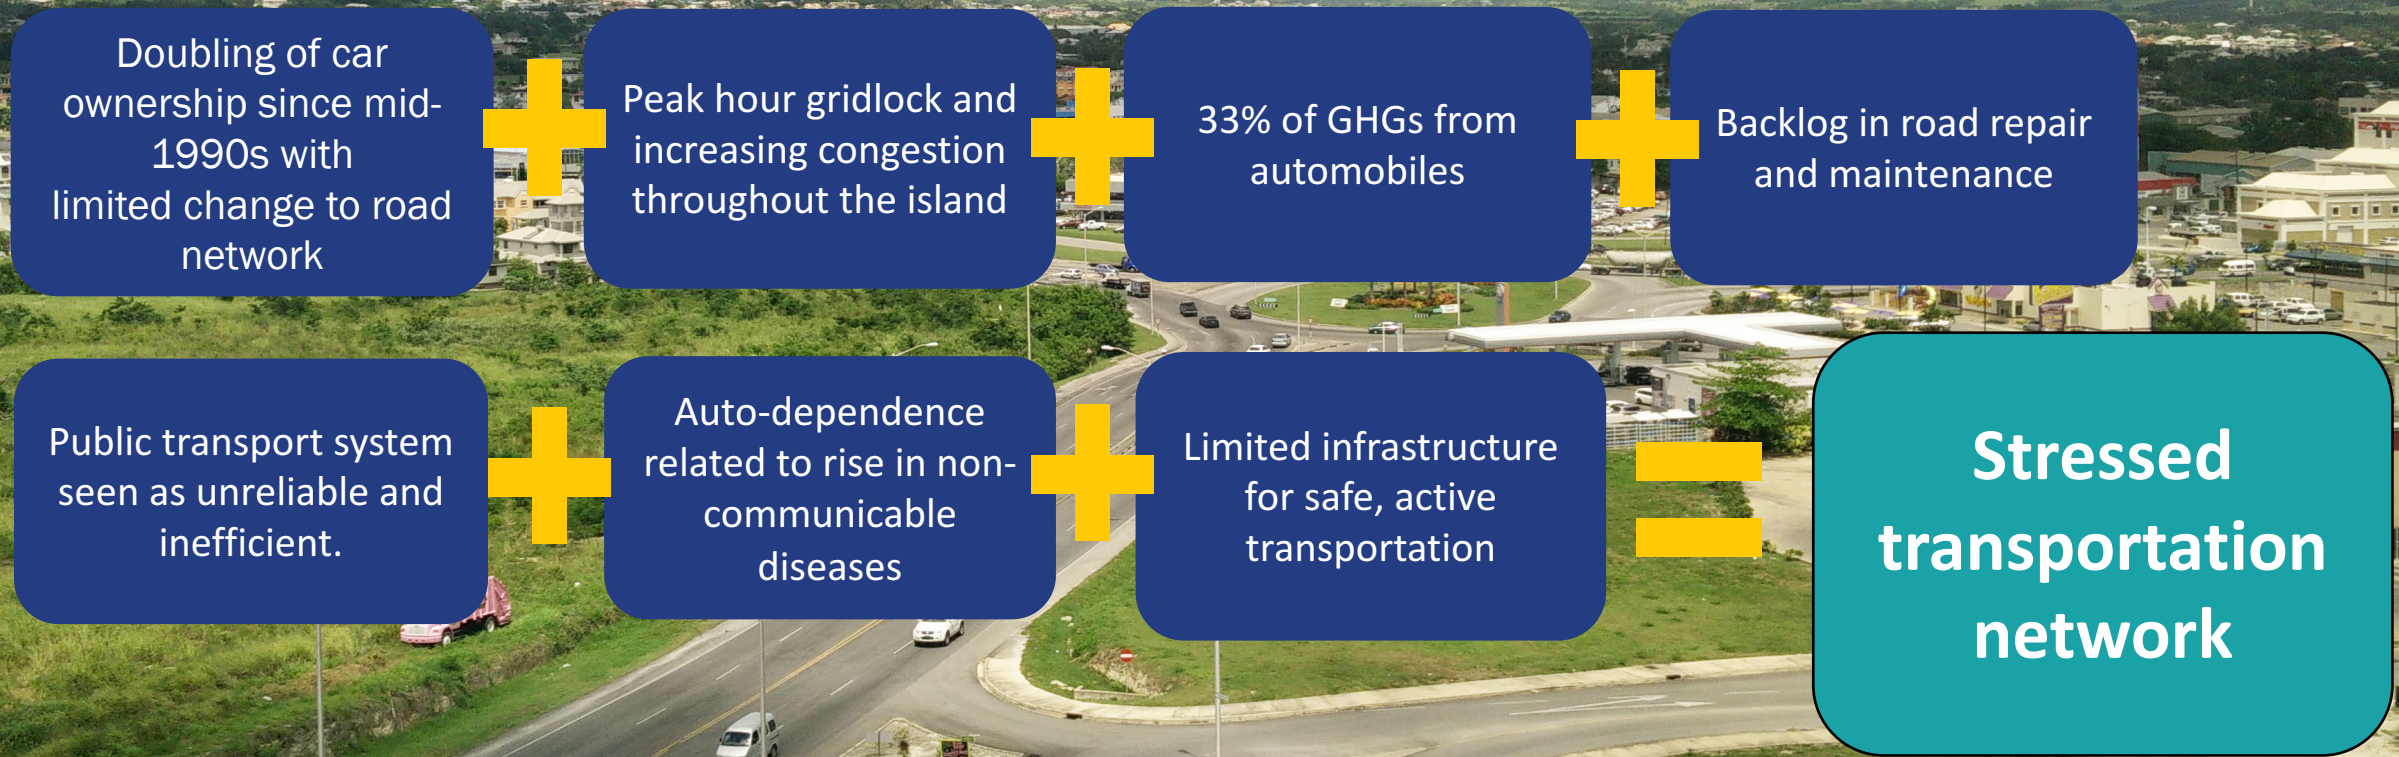 Doubling of car
ownership since mid-
1990s with
limited change to road
network
Peak hour gridlock and
increasing congestion
throughout the island
33% of GHGs from
automobiles
Backlog in road repair
and maintenance
Public transport system
seen as unreliable and
inefficient.
Auto-dependence
related to rise in non-
communicable
diseases
Limited infrastructure
for safe, active
transportation
Stressed
transportation
network